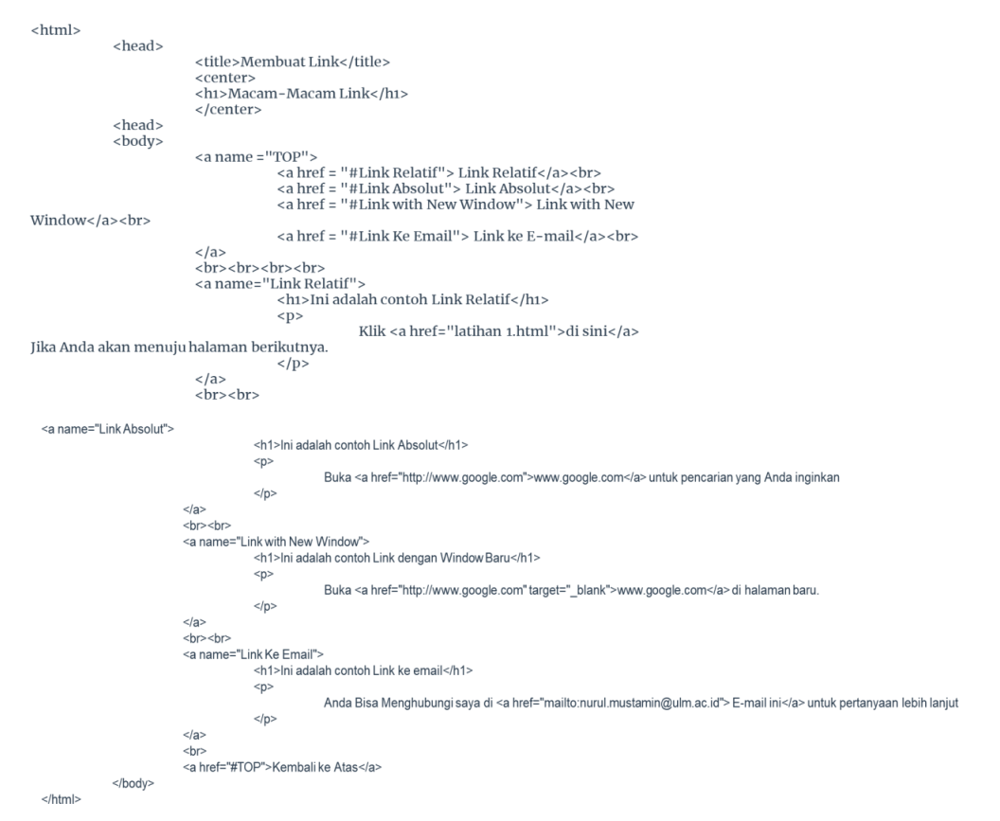 <html>
<head>
<title>Membuat Link</title>
<center>
<h1>Macam-Macam Link</h1>
</center>
<head>
<body>
<a name ="TOP">
<a href = "#Link Relatif"> Link Relatif</a><br>
<a href = "#Link Absolut"> Link Absolut</a><br>
<a href = "#Link with New Window"> Link with New
Window</a><br>
<a href = "#Link Ke Email"> Link ke E-mail</a><br>
</a>
<br><br><br><br>
<a name="Link Relatif">
<h1>Ini adalah contoh Link Relatif</h1>
<p>
Klik <a href="latihan 1.html">di sini</a>
Jika Anda akan menuju halaman berikutnya.
</p>
</a>
<br><br>
<a name="Link Absolut">
<h1>Ini adalah contoh Link Absolut</h1>
<p>
Buka <a href="http://www.google.com">www.google.com</a> untuk pencarian yang Anda inginkan
</p>
</a>
<br><br>
<a name="Link with New Window">
<h1>Ini adalah contoh Link dengan Window Baru</h1>
<p>
Buka <a href="http://www.google.com" target="_blank">www.google.com</a> di halaman baru.
</p>
</a>
<br><br>
<a name="Link Ke Email">
<h1>Ini adalah contoh Link ke email</h1>
<p>
Anda Bisa Menghubungi saya di <a href="mailto:nurul.mustamin@ulm.ac.id"> E-mail ini</a> untuk pertanyaan lebih lanjut
</p>
</a>
<br>
<a href="#TOP">Kembali ke Atas</a>
</body>
</html>